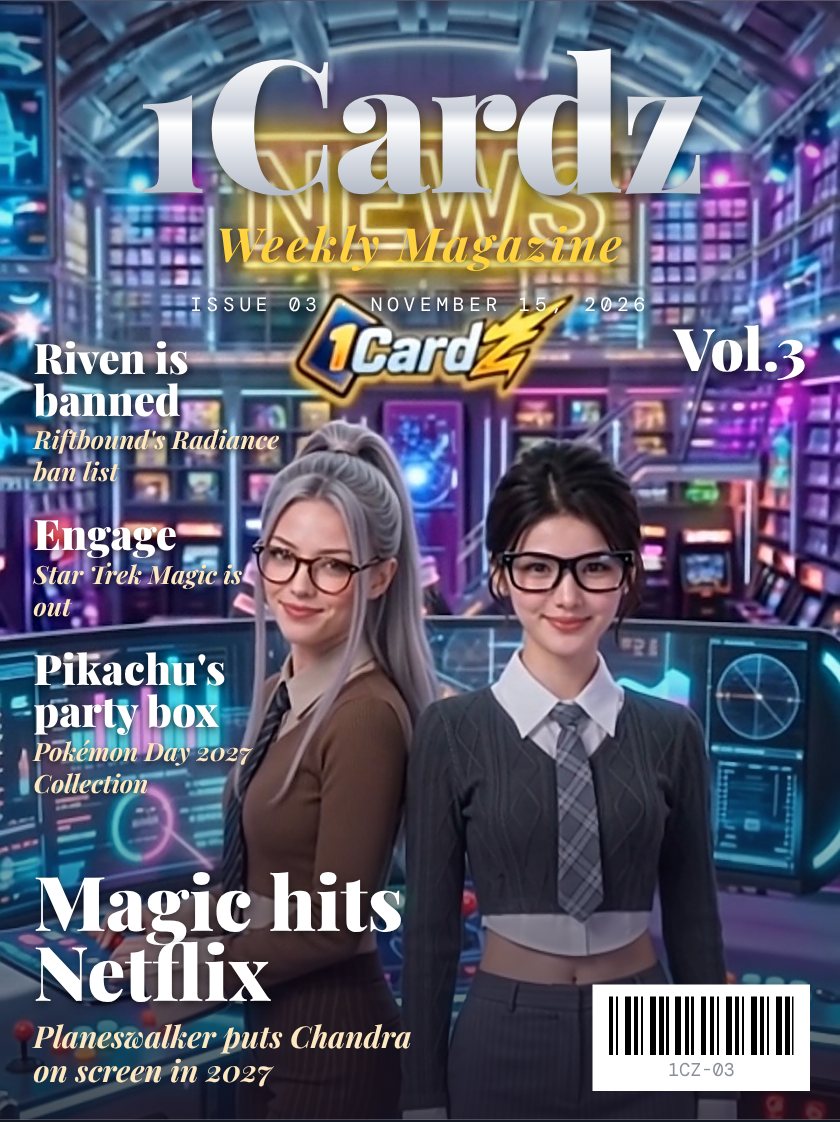 1Cardz
NEWS
Weekly Magazine
ISSUE 03 NOVEMBER 15, 2026
1CardZ
Vol.3
Riven is
banned
Riftbound's Radiance
ban list
Engage
Star Trek Magic is
out
Pikachu's
party box
Pokémon Day 2027
Collection
Magic hits
Netflix
Planeswalker puts Chandra
on screen in 2027
1CZ-03